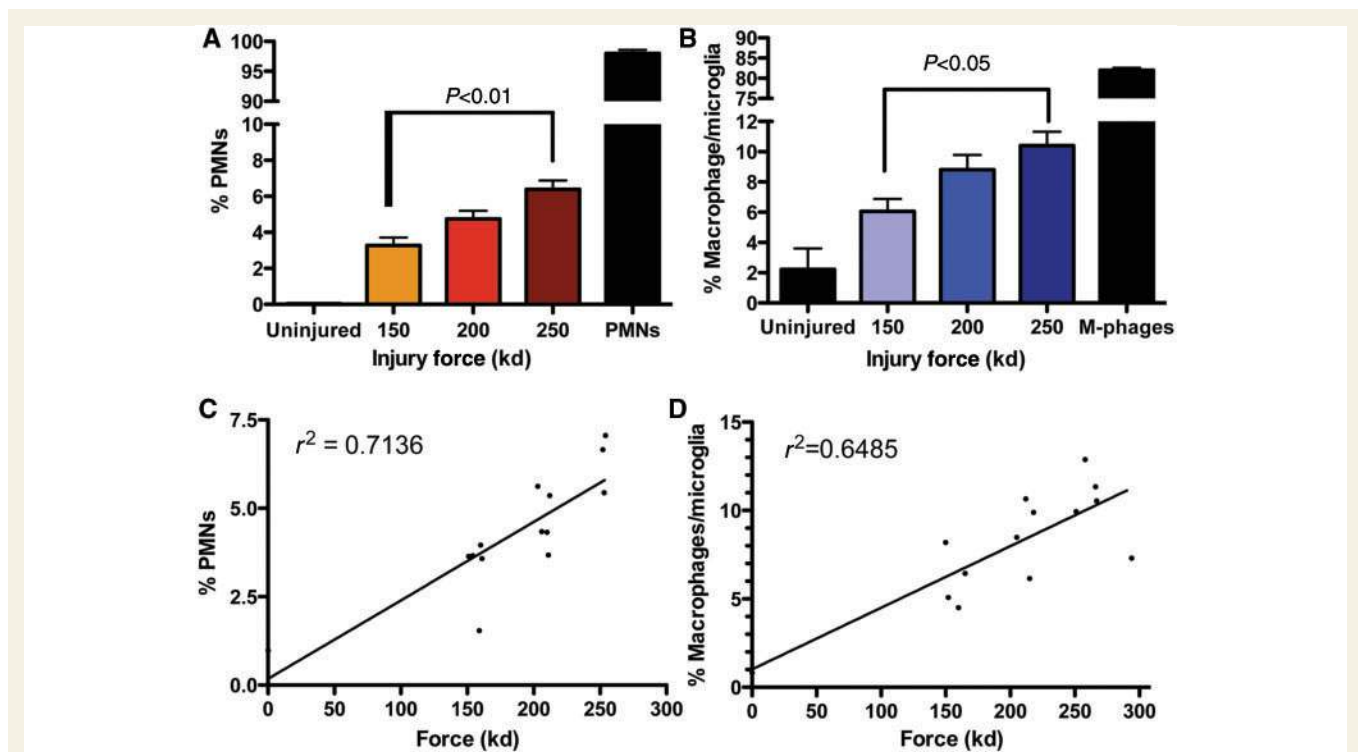 A
100
95
90
10
8
6
4
2
0
% PMNs
P<0.01
Uninjured 150 200 250 PMNs
Injury force (kd)
B
90
85
80
75
12
10
8
6
4
2
0
% Macrophage/microglia
P<0.05
Uninjured 150 200 250 M-phages
Injury force (kd)
C
7.5
5.0
2.5
0.0
% PMNs
r² = 0.7136
0 50 100 150 200 250 300
Force (kd)
D
15
10
5
0
% Macrophages/microglia
r²=0.6485
0 50 100 150 200 250 300
Force (kd)